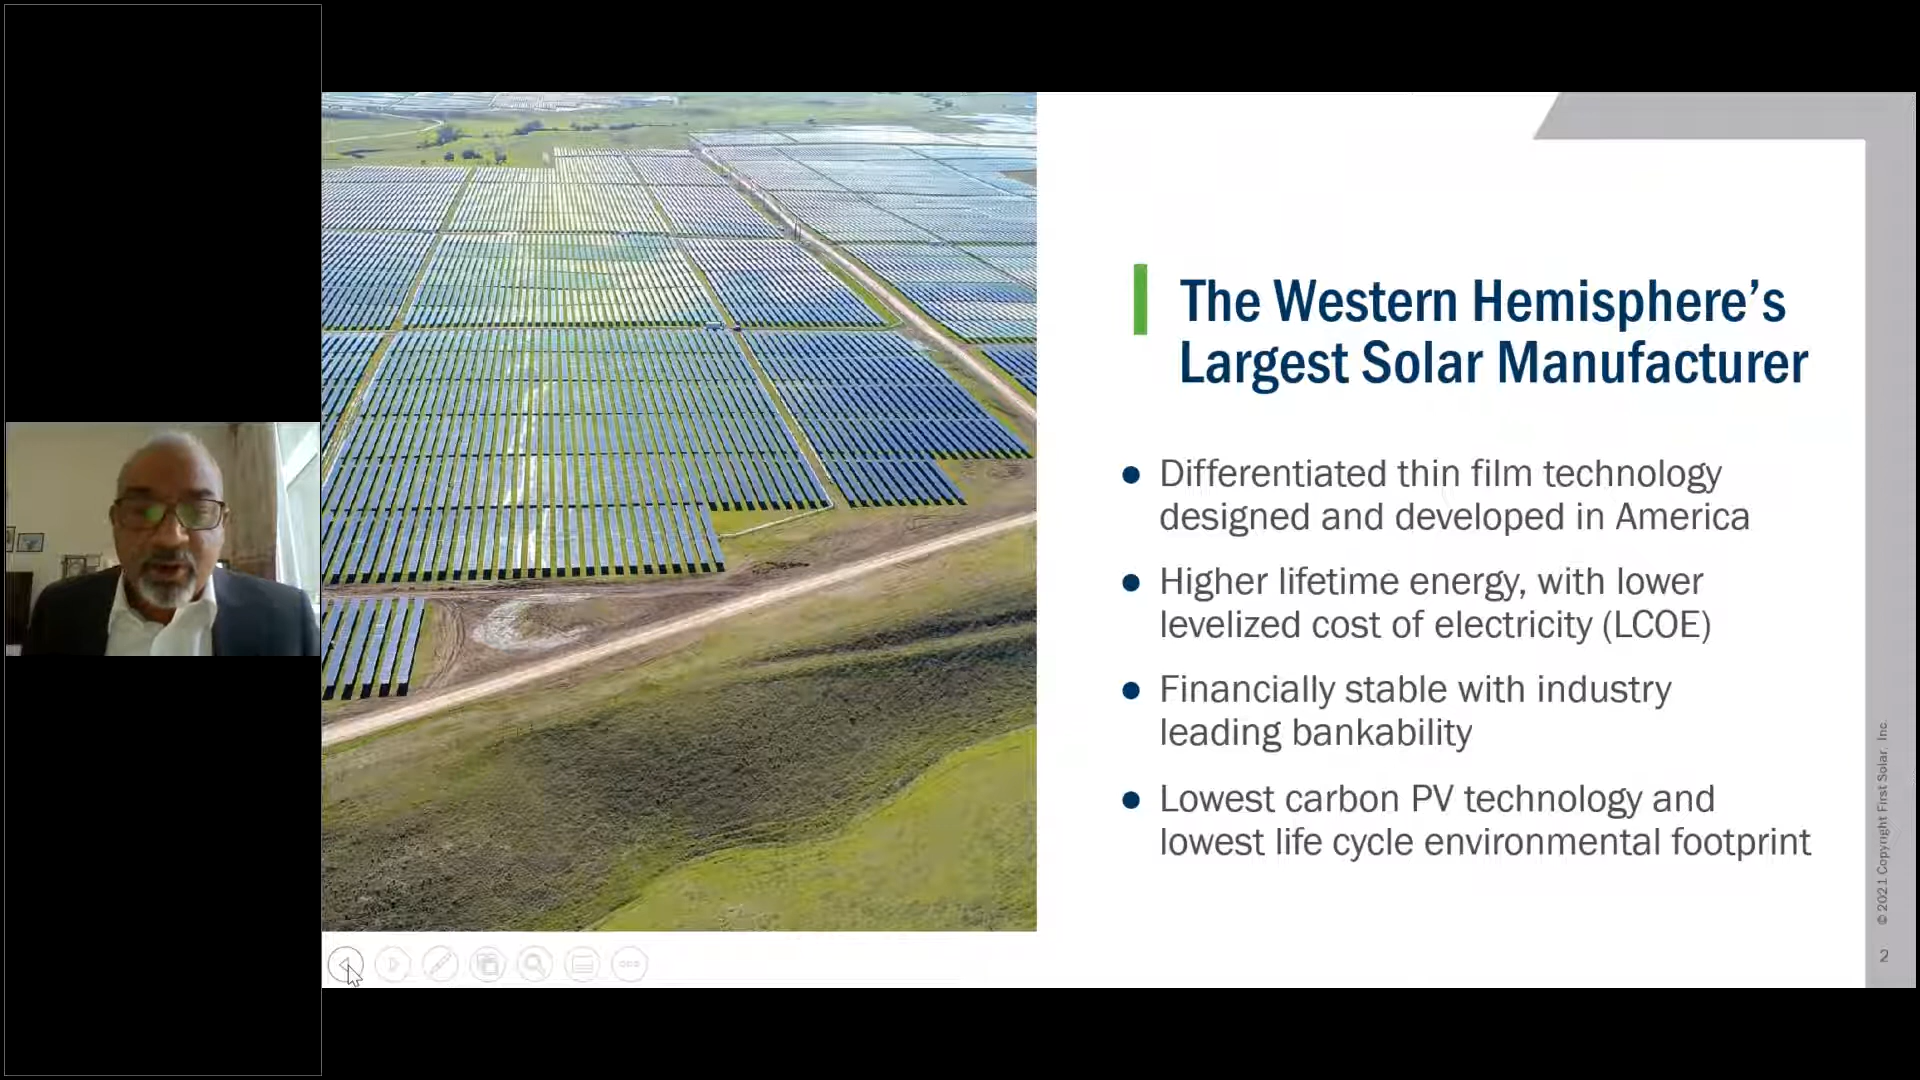 The Western Hemisphere’s
Largest Solar Manufacturer
● Differentiated thin film technology
designed and developed in America
● Higher lifetime energy, with lower
levelized cost of electricity (LCOE)
● Financially stable with industry
leading bankability
● Lowest carbon PV technology and
lowest life cycle environmental footprint
© 2021 Copyright First Solar, Inc.
2